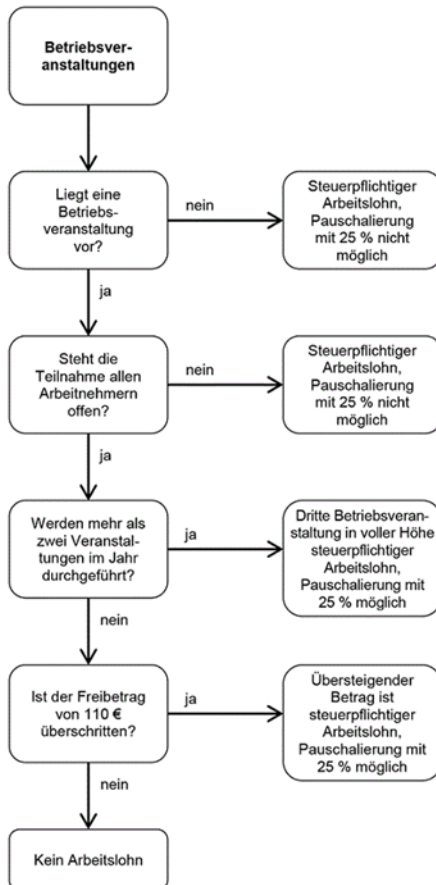 Betriebsver-
anstaltungen
Liegt eine
Betriebs-
veranstaltung
vor?
nein
Steuerpflichtiger
Arbeitslohn,
Pauschalierung
mit 25 % nicht
möglich
ja
Steht die
Teilnahme allen
Arbeitnehmern
offen?
nein
Steuerpflichtiger
Arbeitslohn,
Pauschalierung
mit 25 % nicht
möglich
ja
Werden mehr als
zwei Veranstal-
tungen im Jahr
durchgeführt?
ja
Dritte Betriebsveran-
staltung in voller Höhe
steuerpflichtiger
Arbeitslohn,
Pauschalierung mit
25 % möglich
nein
Ist der Freibetrag
von 110 €
überschritten?
ja
Übersteigender
Betrag ist
steuerpflichtiger
Arbeitslohn,
Pauschalierung mit
25 % möglich
nein
Kein Arbeitslohn